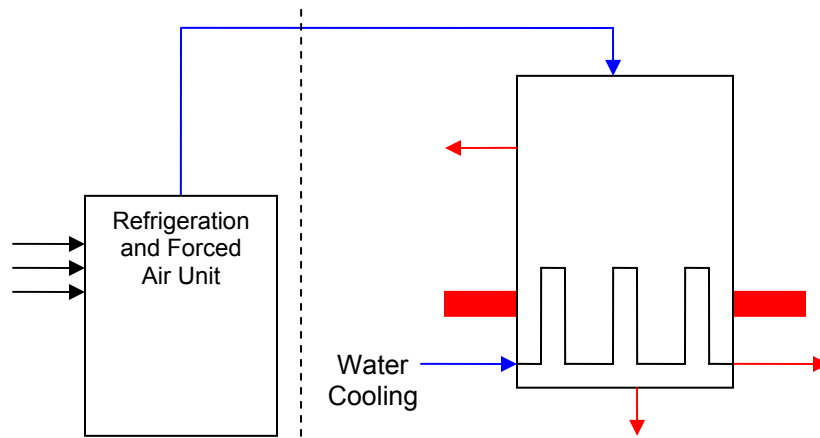 Refrigeration
and Forced
Air Unit
Water
Cooling